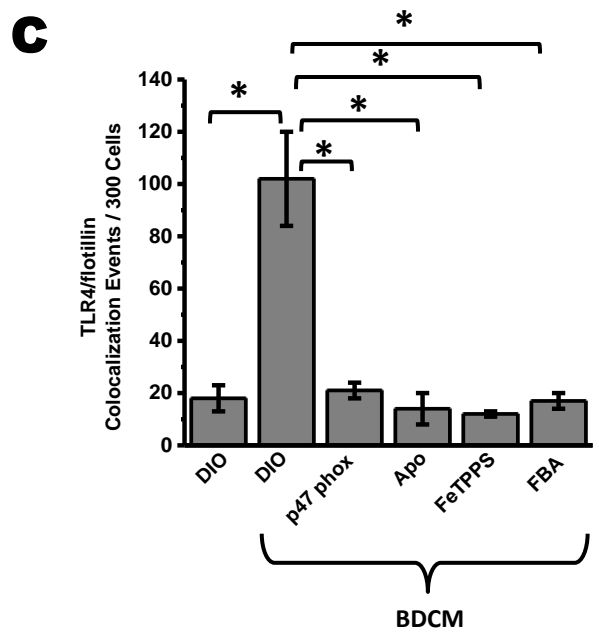 C
*
*
*
*
*
140
120
100
80
60
40
20
0
TLR4/flotillin
Colocalization Events / 300 Cells
DIO
DIO
p47 phox
Apo
FeTPPS
FBA
BDCM